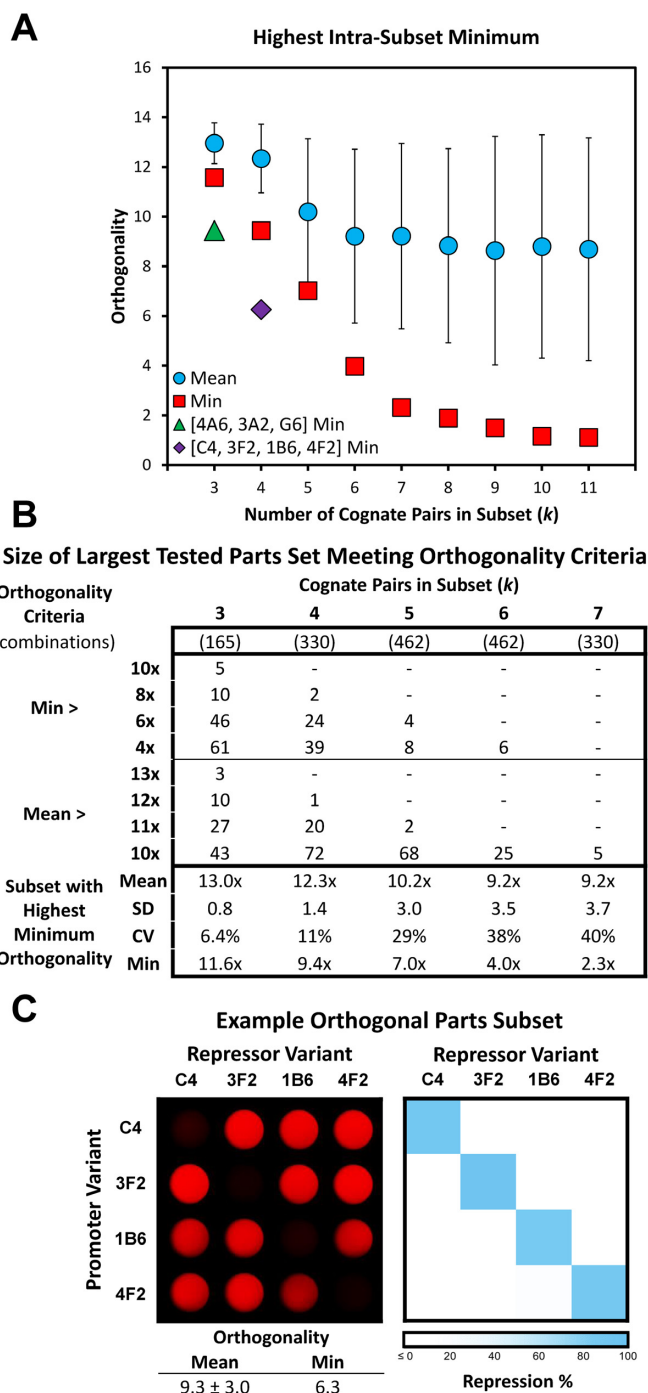 A
Highest Intra-Subset Minimum
16
14
12
10
8
6
4
2
0
Orthogonality
Mean
Min
[4A6, 3A2, G6] Min
[C4, 3F2, 1B6, 4F2] Min
3 4 5 6 7 8 9 10 11
Number of Cognate Pairs in Subset (k)
B
Size of Largest Tested Parts Set Meeting Orthogonality Criteria
Orthogonality Criteria
combinations)
Cognate Pairs in Subset (k)
3 4 5 6 7
(165) (330) (462) (462) (330)
Min >
10x 5 - - - -
8x 10 2 - - -
6x 46 24 4 - -
4x 61 39 8 6 -
Mean >
13x 3 - - - -
12x 10 1 - - -
11x 27 20 2 - -
10x 43 72 68 25 5
Subset with Highest Minimum Orthogonality
Mean 13.0x 12.3x 10.2x 9.2x 9.2x
SD 0.8 1.4 3.0 3.5 3.7
CV 6.4% 11% 29% 38% 40%
Min 11.6x 9.4x 7.0x 4.0x 2.3x
C
Example Orthogonal Parts Subset
Repressor Variant
C4 3F2 1B6 4F2
Promoter Variant
C4
3F2
1B6
4F2
Orthogonality
Mean Min
9.3 ± 3.0 6.3
Repressor Variant
C4 3F2 1B6 4F2
≤ 0 20 40 60 80 100
Repression %